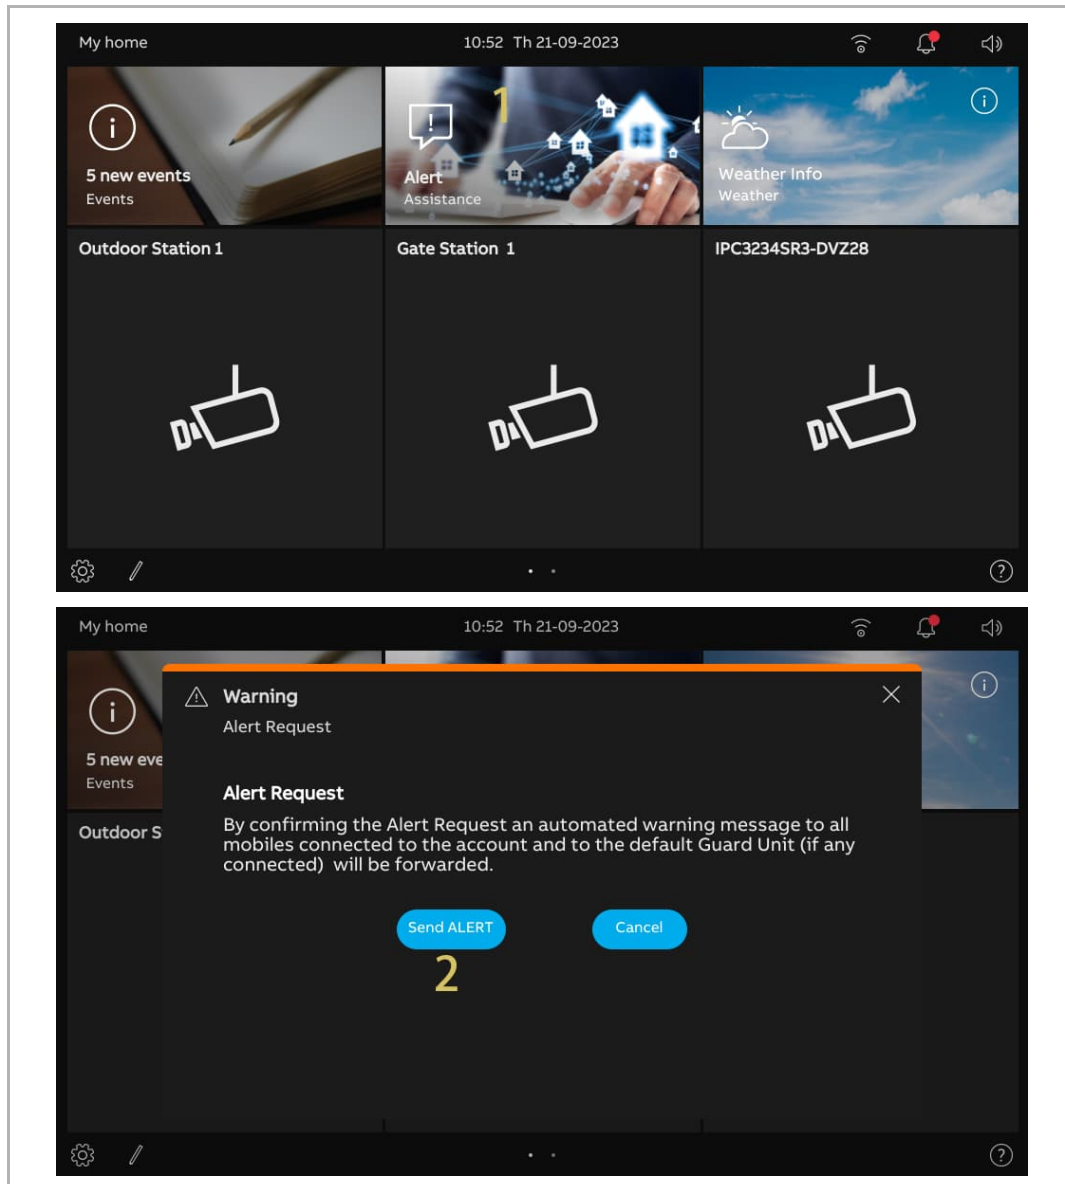 My home
10:52 Th 21-09-2023
1
5 new events
Events
Alert
Assistance
Weather Info
Weather
Outdoor Station 1
Gate Station 1
IPC3234SR3-DVZ28
My home
10:52 Th 21-09-2023
5 new eve
Events
Outdoor S
Warning
Alert Request
Alert Request
By confirming the Alert Request an automated warning message to all
mobiles connected to the account and to the default Guard Unit (if any
connected) will be forwarded.
Send ALERT
Cancel
2